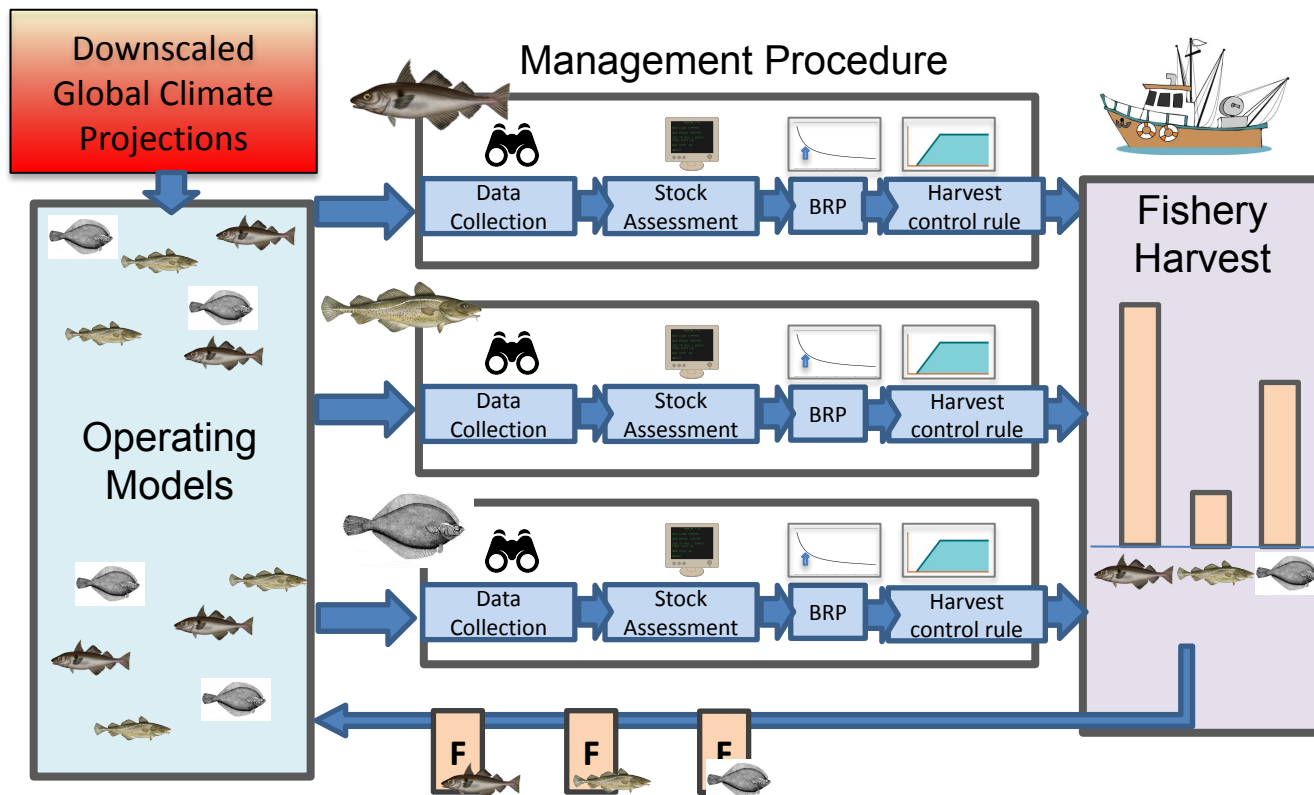 Downscaled
Global Climate
Projections
Management Procedure
Data
Collection
Stock
Assessment
BRP
Harvest
control rule
Fishery
Harvest
Data
Collection
Stock
Assessment
BRP
Harvest
control rule
Operating
Models
Data
Collection
Stock
Assessment
BRP
Harvest
control rule
F
F
F